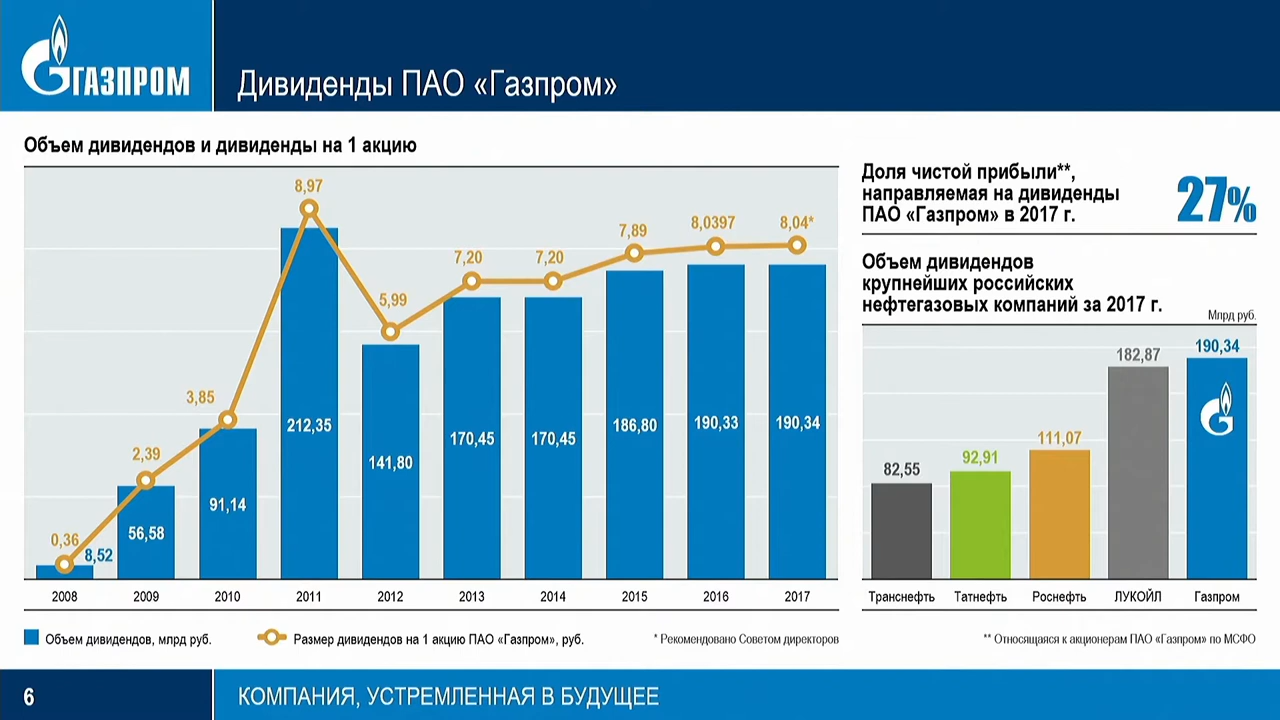 ГАЗПРОМ
Дивиденды ПАО «Газпром»
Объем дивидендов и дивиденды на 1 акцию
8,97
8,0397
8,04*
7,89
7,20
7,20
5,99
3,85
2,39
0,36
8,52
56,58
91,14
212,35
141,80
170,45
170,45
186,80
190,33
190,34
2008 2009 2010 2011 2012 2013 2014 2015 2016 2017
Объем дивидендов, млрд руб.
Размер дивидендов на 1 акцию ПАО «Газпром», руб.
* Рекомендовано Советом директоров
Доля чистой прибыли**,
направляемая на дивиденды
ПАО «Газпром» в 2017 г.
27%
Объем дивидендов
крупнейших российских
нефтегазовых компаний за 2017 г.
Млрд руб.
82,55
92,91
111,07
182,87
190,34
Транснефть Татнефть Роснефть ЛУКОЙЛ Газпром
** Относящаяся к акционерам ПАО «Газпром» по МСФО
6
КОМПАНИЯ, УСТРЕМЛЕННАЯ В БУДУЩЕЕ